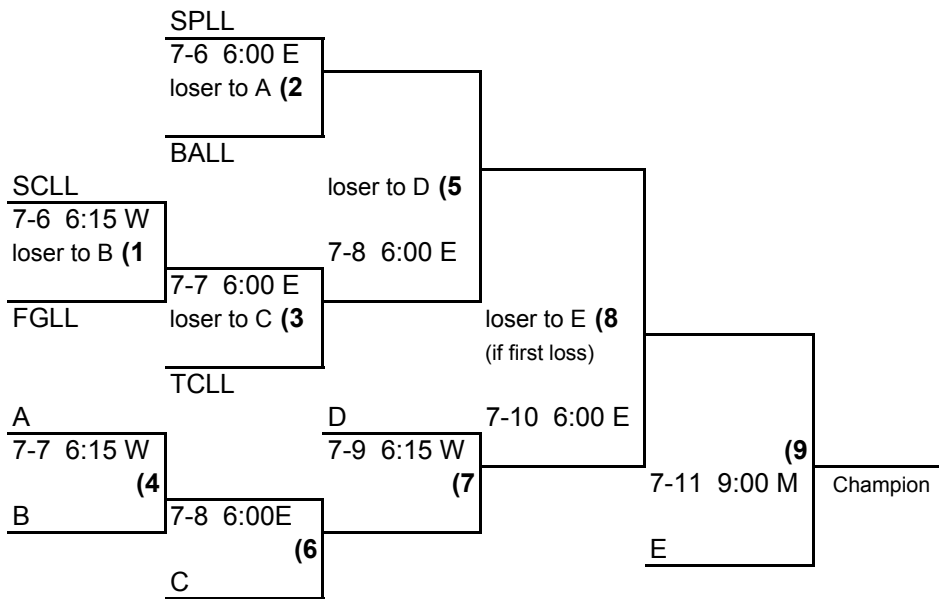 SPLL
7-6 6:00 E
loser to A (2
BALL
SCLL
loser to D (5
7-6 6:15 W
loser to B (1
7-8 6:00 E
7-7 6:00 E
FGLL
loser to C (3
loser to E (8
(if first loss)
TCLL
A
D
7-10 6:00 E
7-7 6:15 W
7-9 6:15 W
(9
(4
(7
7-11 9:00 M
Champion
B
7-8 6:00E
(6
E
C